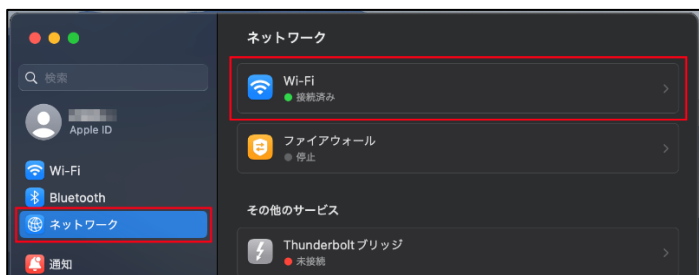 検索
Apple ID
Wi-Fi
Bluetooth
ネットワーク
通知
ネットワーク
Wi-Fi
接続済み
ファイアウォール
停止
その他のサービス
Thunderbolt ブリッジ
未接続